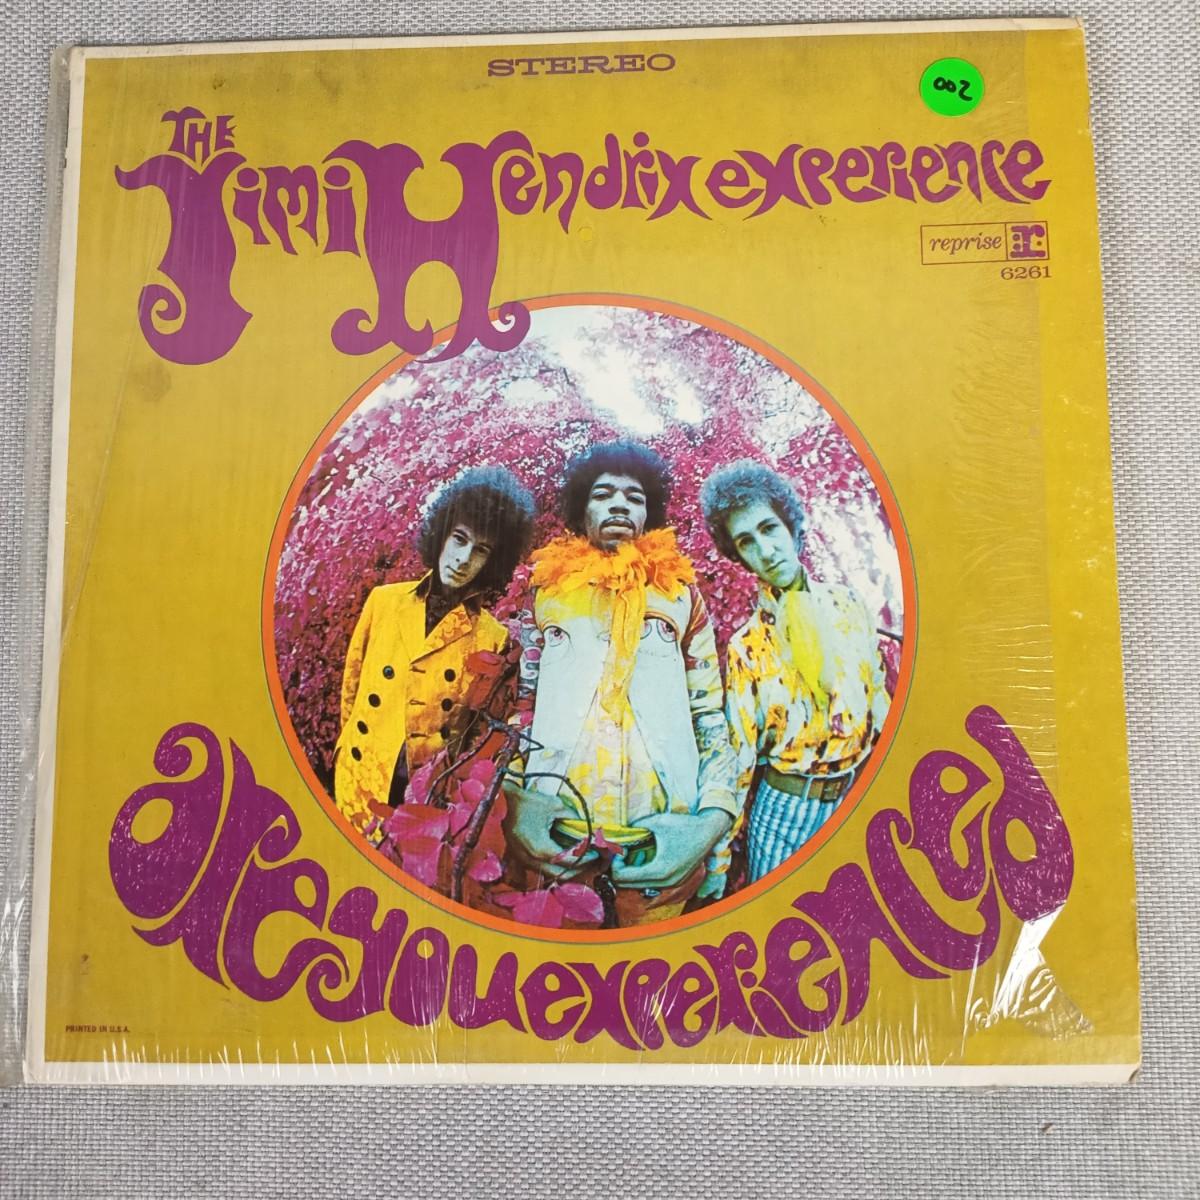 STEREO
002
THE
Jimi Hendrix experience
reprise r:
6261
are you experienced
PRINTED IN U.S.A.